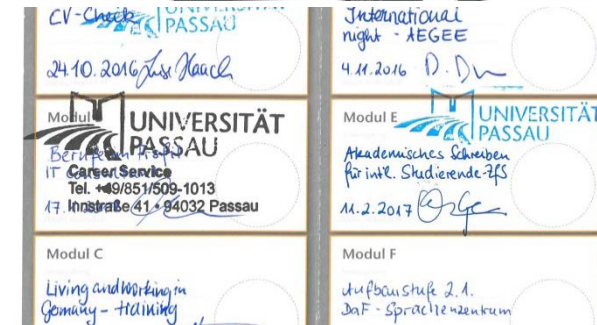 CV-Check
UNIVERSITÄT
PASSAU
24.10.2016
International
night - AEGEE
4.11.2016
Modul
UNIVERSITÄT
PASSAU
IT
Career Service
Tel. +49/851/509-1013
17.
Innstraße 41 • 94032 Passau
Modul E
UNIVERSITÄT
PASSAU
Akademisches Schreiben
für intl. Studierende - ZfS
11.2.2017
Modul C
Living and working in
Germany - training
Modul F
Aufbaustufe 2.1.
DaF - Sprachenzentrum